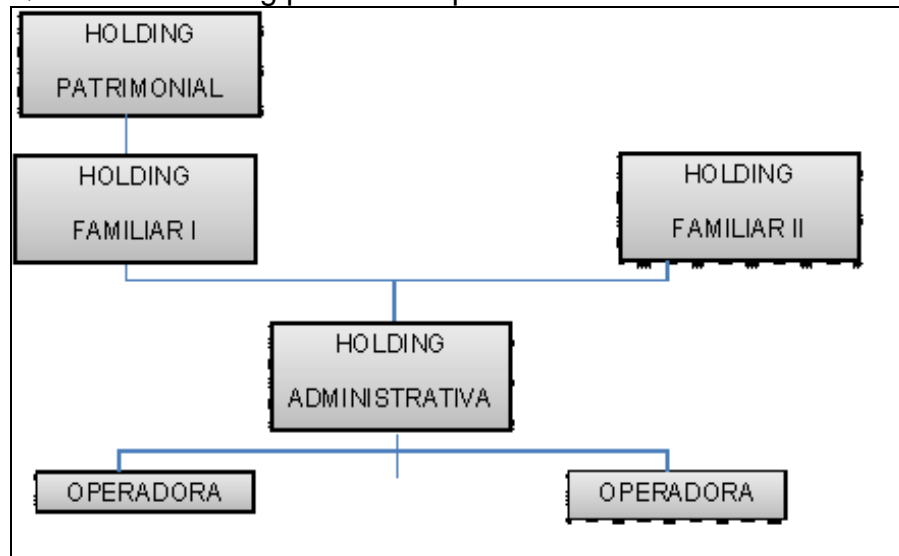 HOLDING
PATRIMONIAL
HOLDING
FAMILIAR I
HOLDING
FAMILIAR II
HOLDING
ADMINISTRATIVA
OPERADORA
OPERADORA